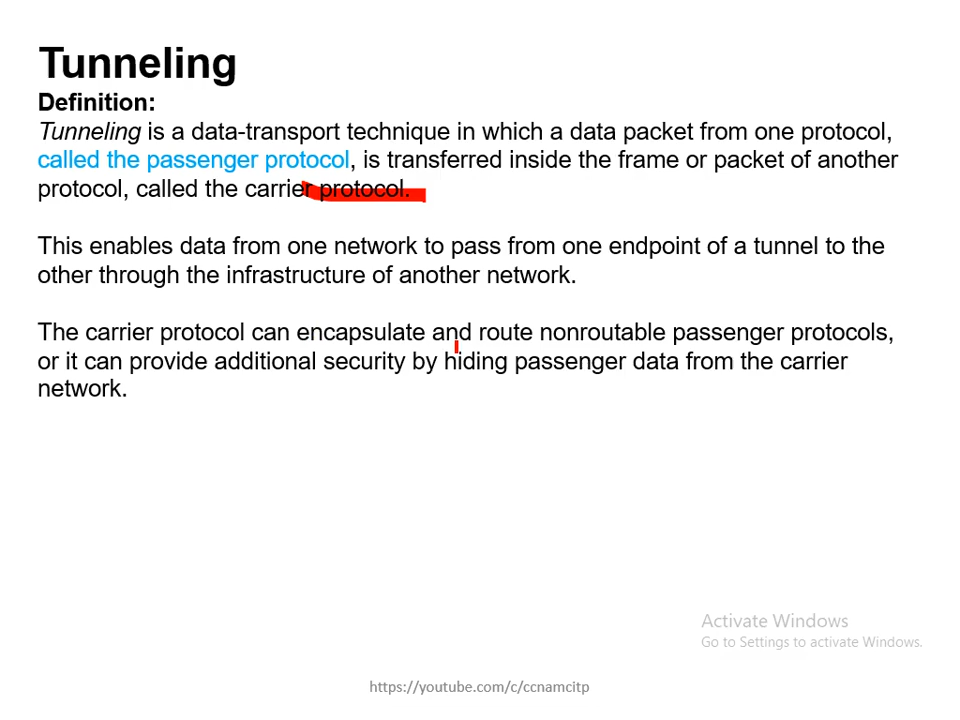 Tunneling
Definition:
Tunneling is a data-transport technique in which a data packet from one protocol,
called the passenger protocol, is transferred inside the frame or packet of another
protocol, called the carrier protocol.
This enables data from one network to pass from one endpoint of a tunnel to the
other through the infrastructure of another network.
The carrier protocol can encapsulate and route nonroutable passenger protocols,
or it can provide additional security by hiding passenger data from the carrier
network.
Activate Windows
Go to Settings to activate Windows.
https://youtube.com/c/ccnamcitp